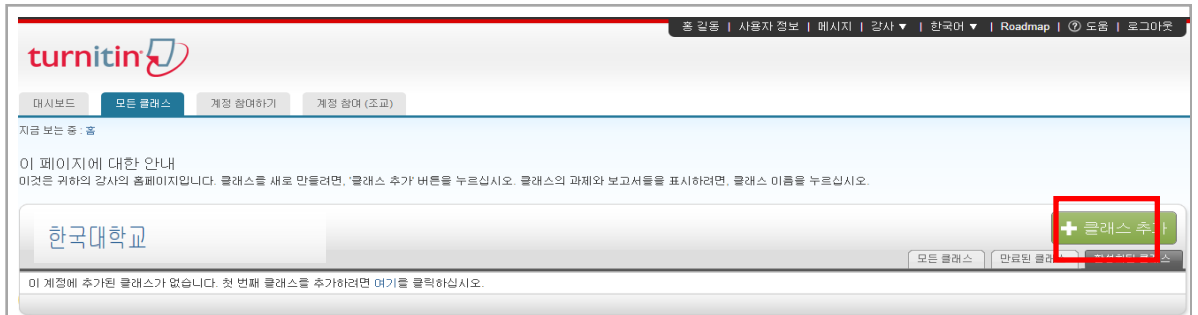 홍 길동 | 사용자 정보 | 메시지 | 강사 ▼ | 한국어 ▼ | Roadmap | ? 도움 | 로그아웃
turnitin
대시보드 모든 클래스 계정 참여하기 계정 참여 (조교)
지금 보는 중 : 홈
이 페이지에 대한 안내
이것은 귀하의 강사의 홈페이지입니다. 클래스를 새로 만들려면, '클래스 추가' 버튼을 누르십시오. 클래스의 과제와 보고서들을 표시하려면, 클래스 이름을 누르십시오.
한국대학교
+ 클래스 추가
모든 클래스 만료된 클래스 활성화된 클래스
이 계정에 추가된 클래스가 없습니다. 첫 번째 클래스를 추가하려면 여기를 클릭하십시오.